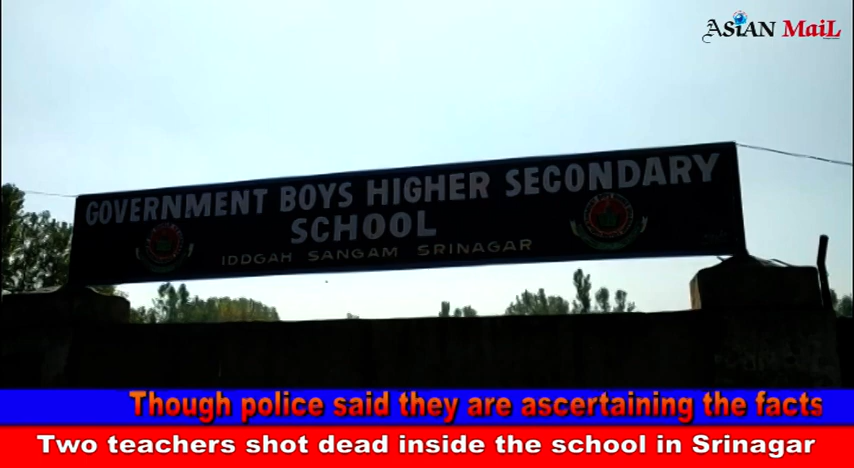 ASiAN MaiL
GOVERNMENT BOYS HIGHER SECONDARY
SCHOOL
IDDGAH SANGAM SRINAGAR
Though police said they are ascertaining the facts
Two teachers shot dead inside the school in Srinagar